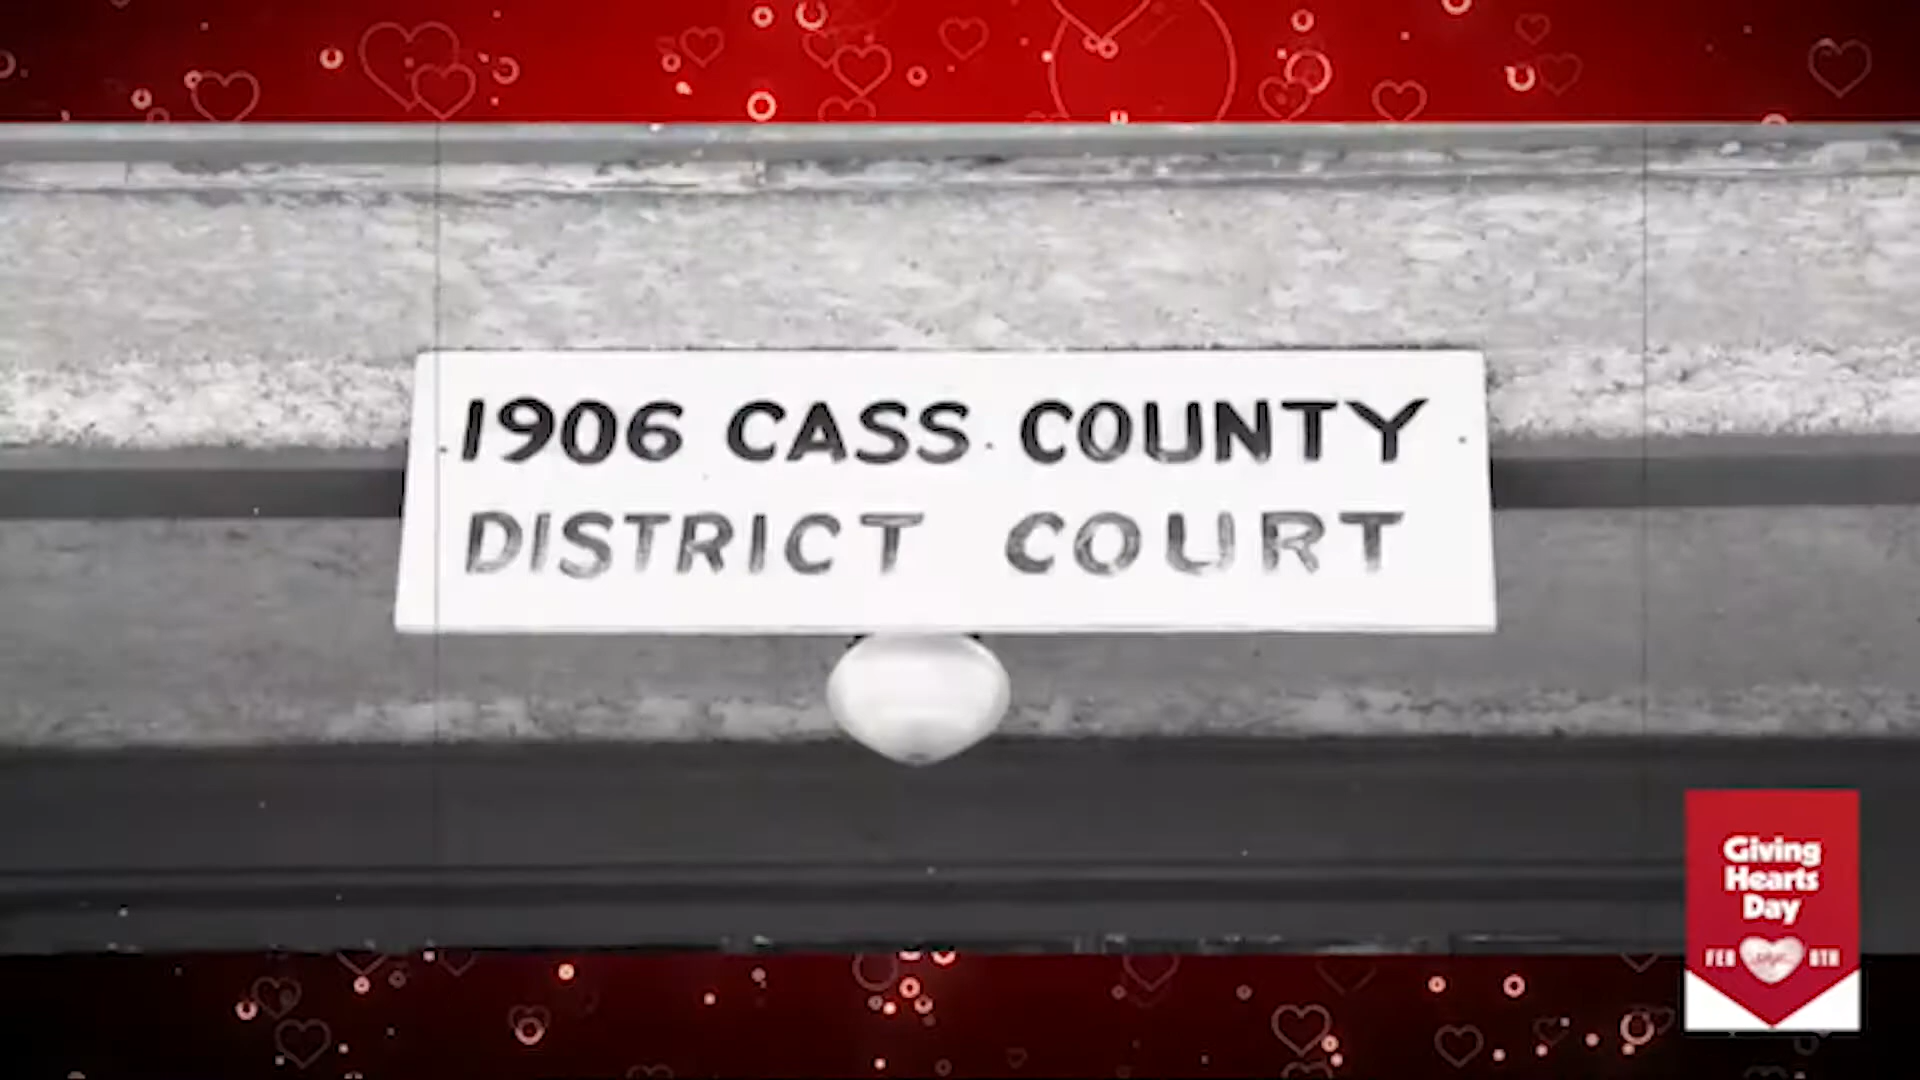 1906 CASS COUNTY
DISTRICT COURT
Giving
Hearts
Day
FEB 8TH